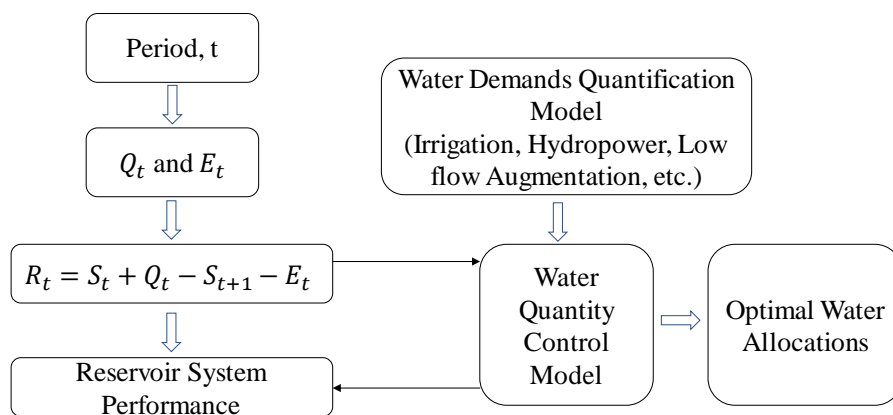 Period, t
Q_t and E_t
R_t = S_t + Q_t − S_{t+1} − E_t
Reservoir System
Performance
Water Demands Quantification
Model
(Irrigation, Hydropower, Low
flow Augmentation, etc.)
Water
Quantity
Control
Model
Optimal Water
Allocations